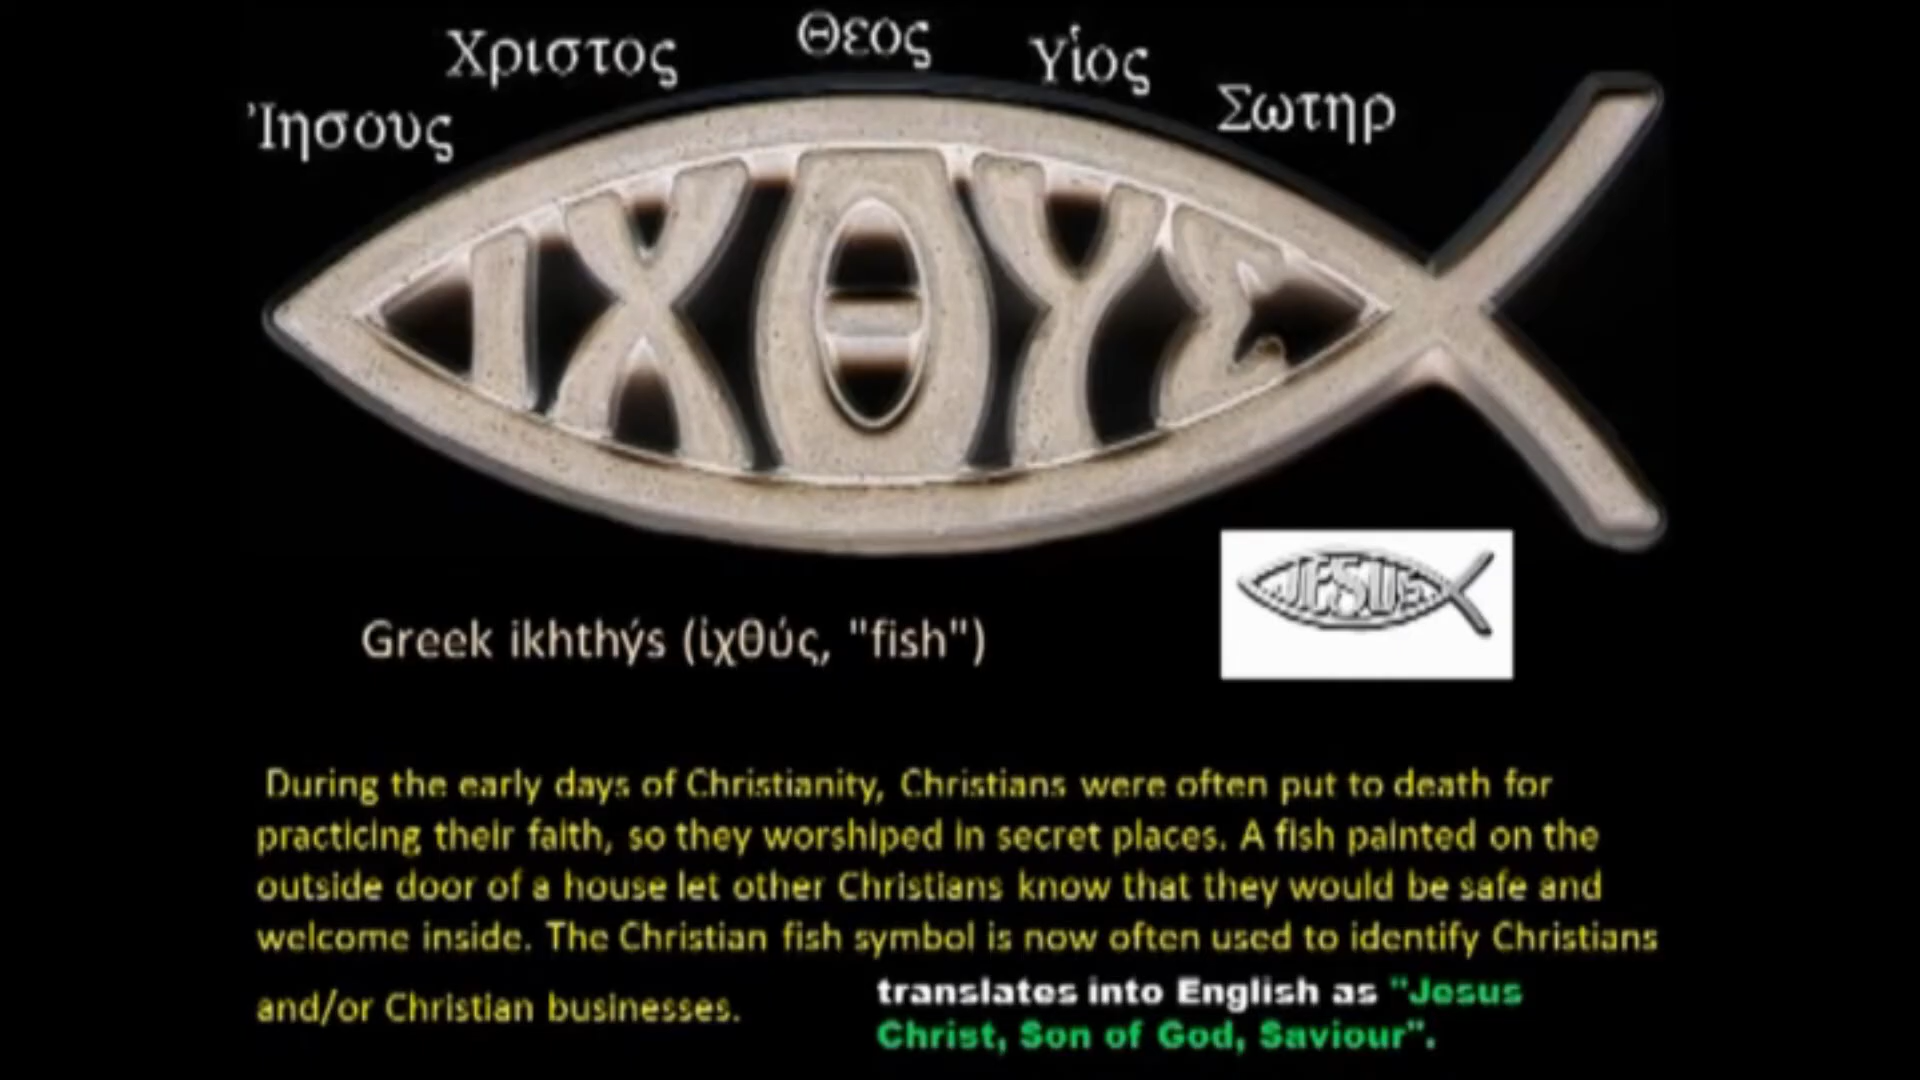 Ἰησους Χριστος Θεος Υἱος Σωτηρ
ΙΧΘΥΣ
JESUS
Greek ikhthýs (ἰχθύς, "fish")
During the early days of Christianity, Christians were often put to death for
practicing their faith, so they worshiped in secret places. A fish painted on the
outside door of a house let other Christians know that they would be safe and
welcome inside. The Christian fish symbol is now often used to identify Christians
and/or Christian businesses.
translates into English as "Jesus
Christ, Son of God, Saviour".